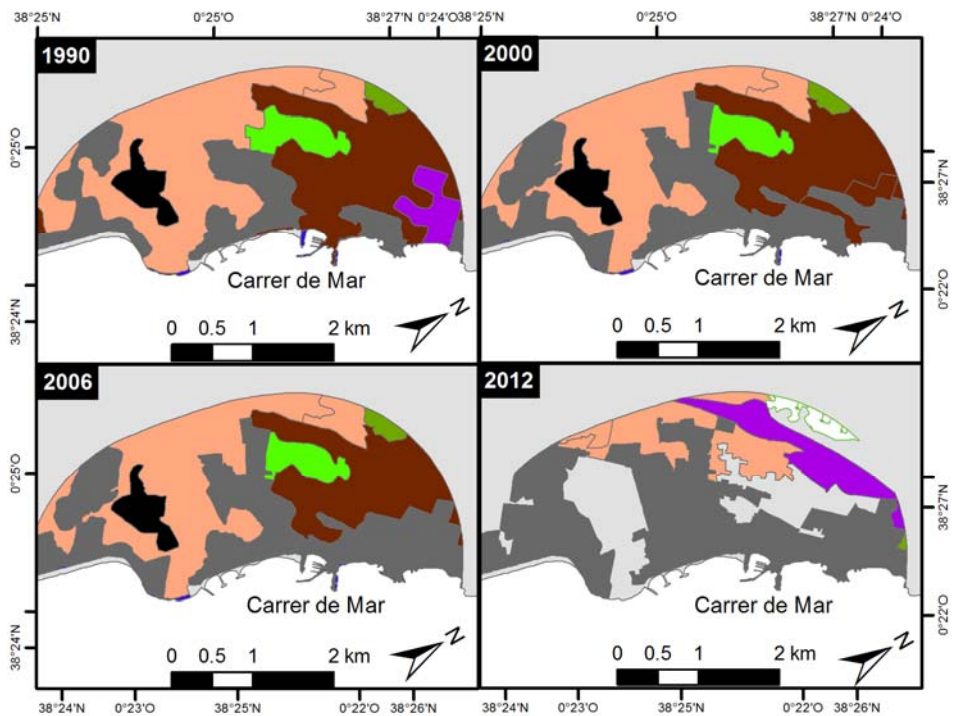 38°25'N 0°25'O 38°27'N 0°24'O 38°25'N 0°25'O 38°27'N 0°24'O
1990
2000
0°25'O
38°27'N
Carrer de Mar
Carrer de Mar
0°22'O
38°24'N
0 0.5 1 2 km
N
0 0.5 1 2 km
N
2006
2012
0°25'O
38°27'N
Carrer de Mar
Carrer de Mar
0°22'O
38°24'N
0 0.5 1 2 km
N
0 0.5 1 2 km
N
38°24'N 0°23'O 38°25'N 0°22'O 38°26'N 38°24'N 0°23'O 38°25'N 0°22'O 38°26'N